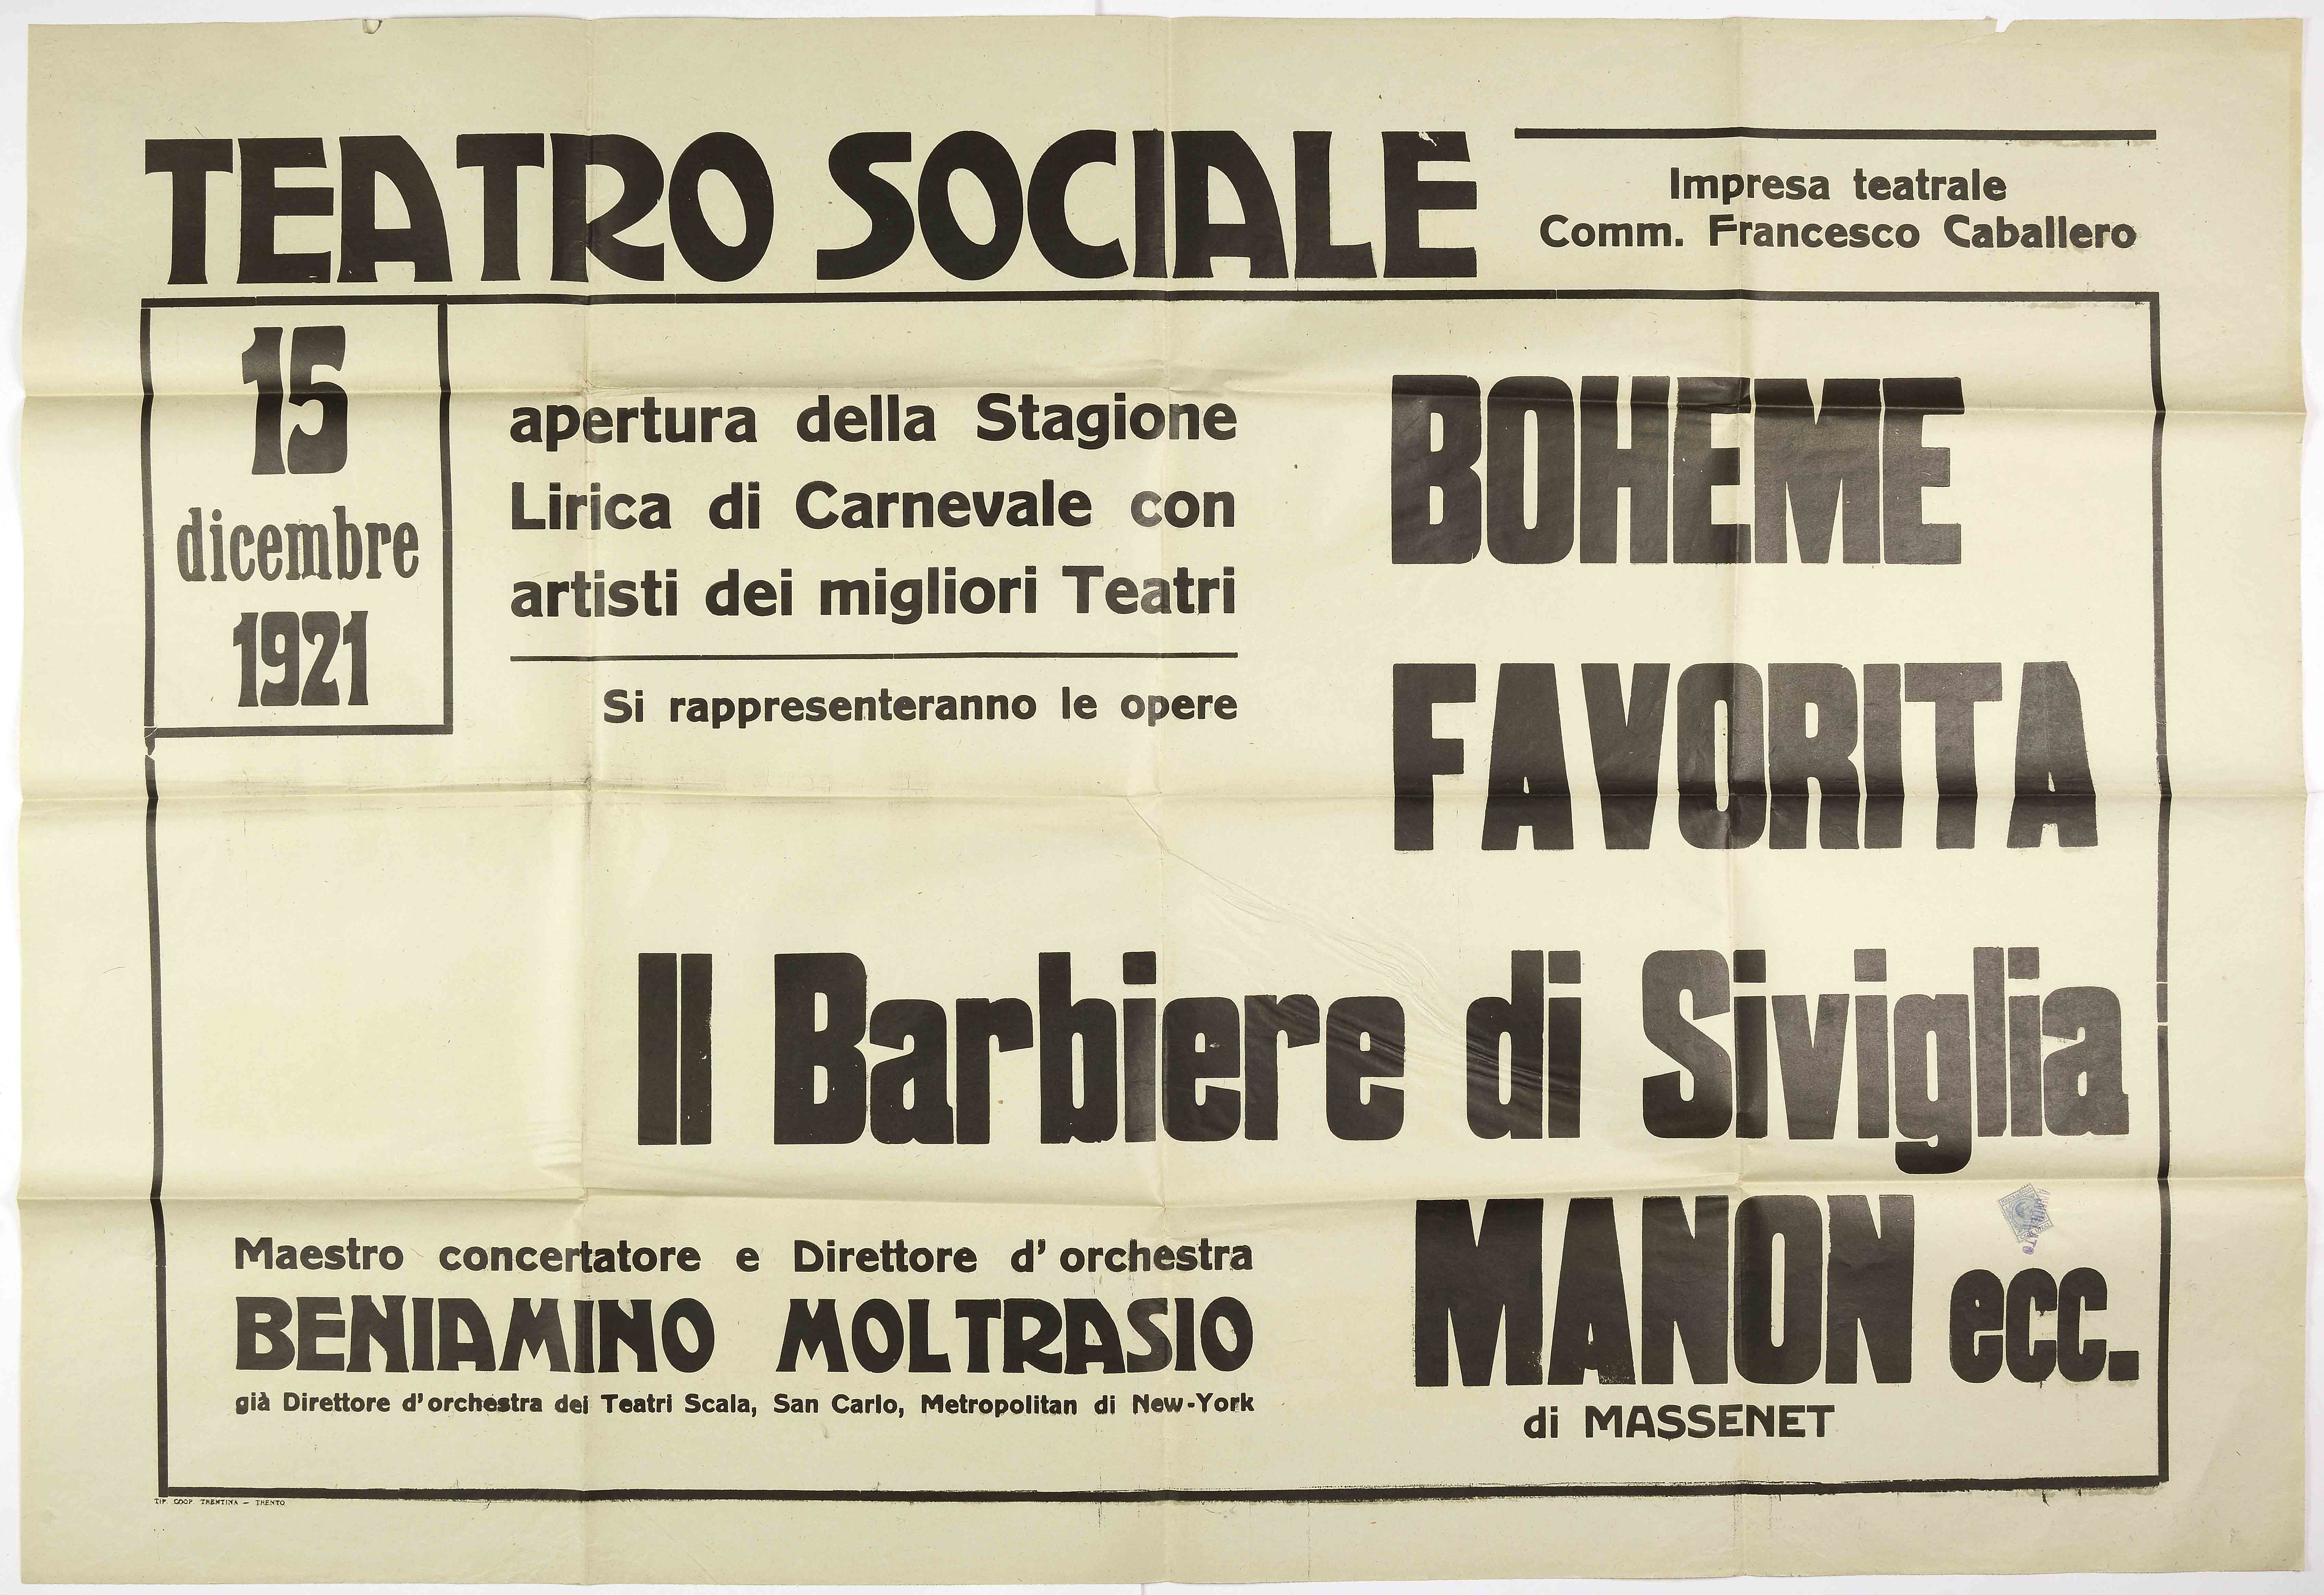 TEATRO SOCIALE
Impresa teatrale
Comm. Francesco Caballero
15
dicembre
1921
apertura della Stagione
Lirica di Carnevale con
artisti dei migliori Teatri
Si rappresenteranno le opere
BOHEME
FAVORITA
Il Barbiere di Siviglia
MANON ecc.
di MASSENET
Maestro concertatore e Direttore d' orchestra
BENIAMINO MOLTRASIO
già Direttore d'orchestra dei Teatri Scala, San Carlo, Metropolitan di New-York
TIP. COOP. TRENTINA — TRENTO